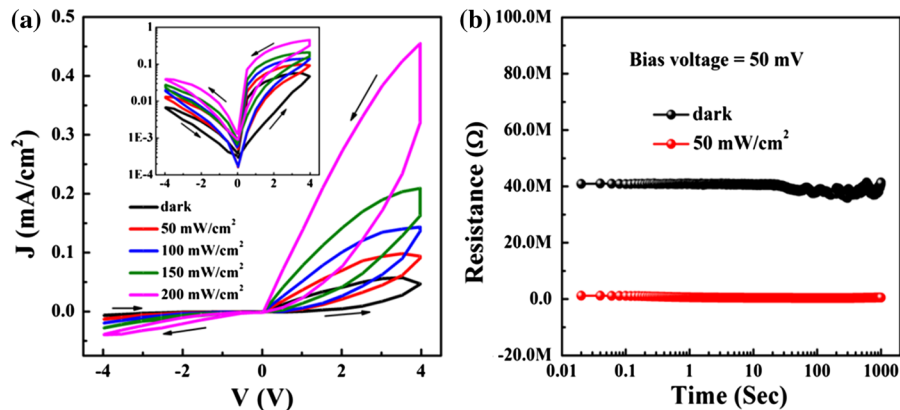 (a)
0.5
0.4
0.3
0.2
0.1
0.0
J (mA/cm²)
-4
-2
0
2
4
V (V)
1
0.1
0.01
1E-3
1E-4
-4
-2
0
2
4
dark
50 mW/cm²
100 mW/cm²
150 mW/cm²
200 mW/cm²
(b)
100.0M
80.0M
60.0M
40.0M
20.0M
0.0
-20.0M
Resistance (Ω)
Bias voltage = 50 mV
dark
50 mW/cm²
0.01
0.1
1
10
100
1000
Time (Sec)